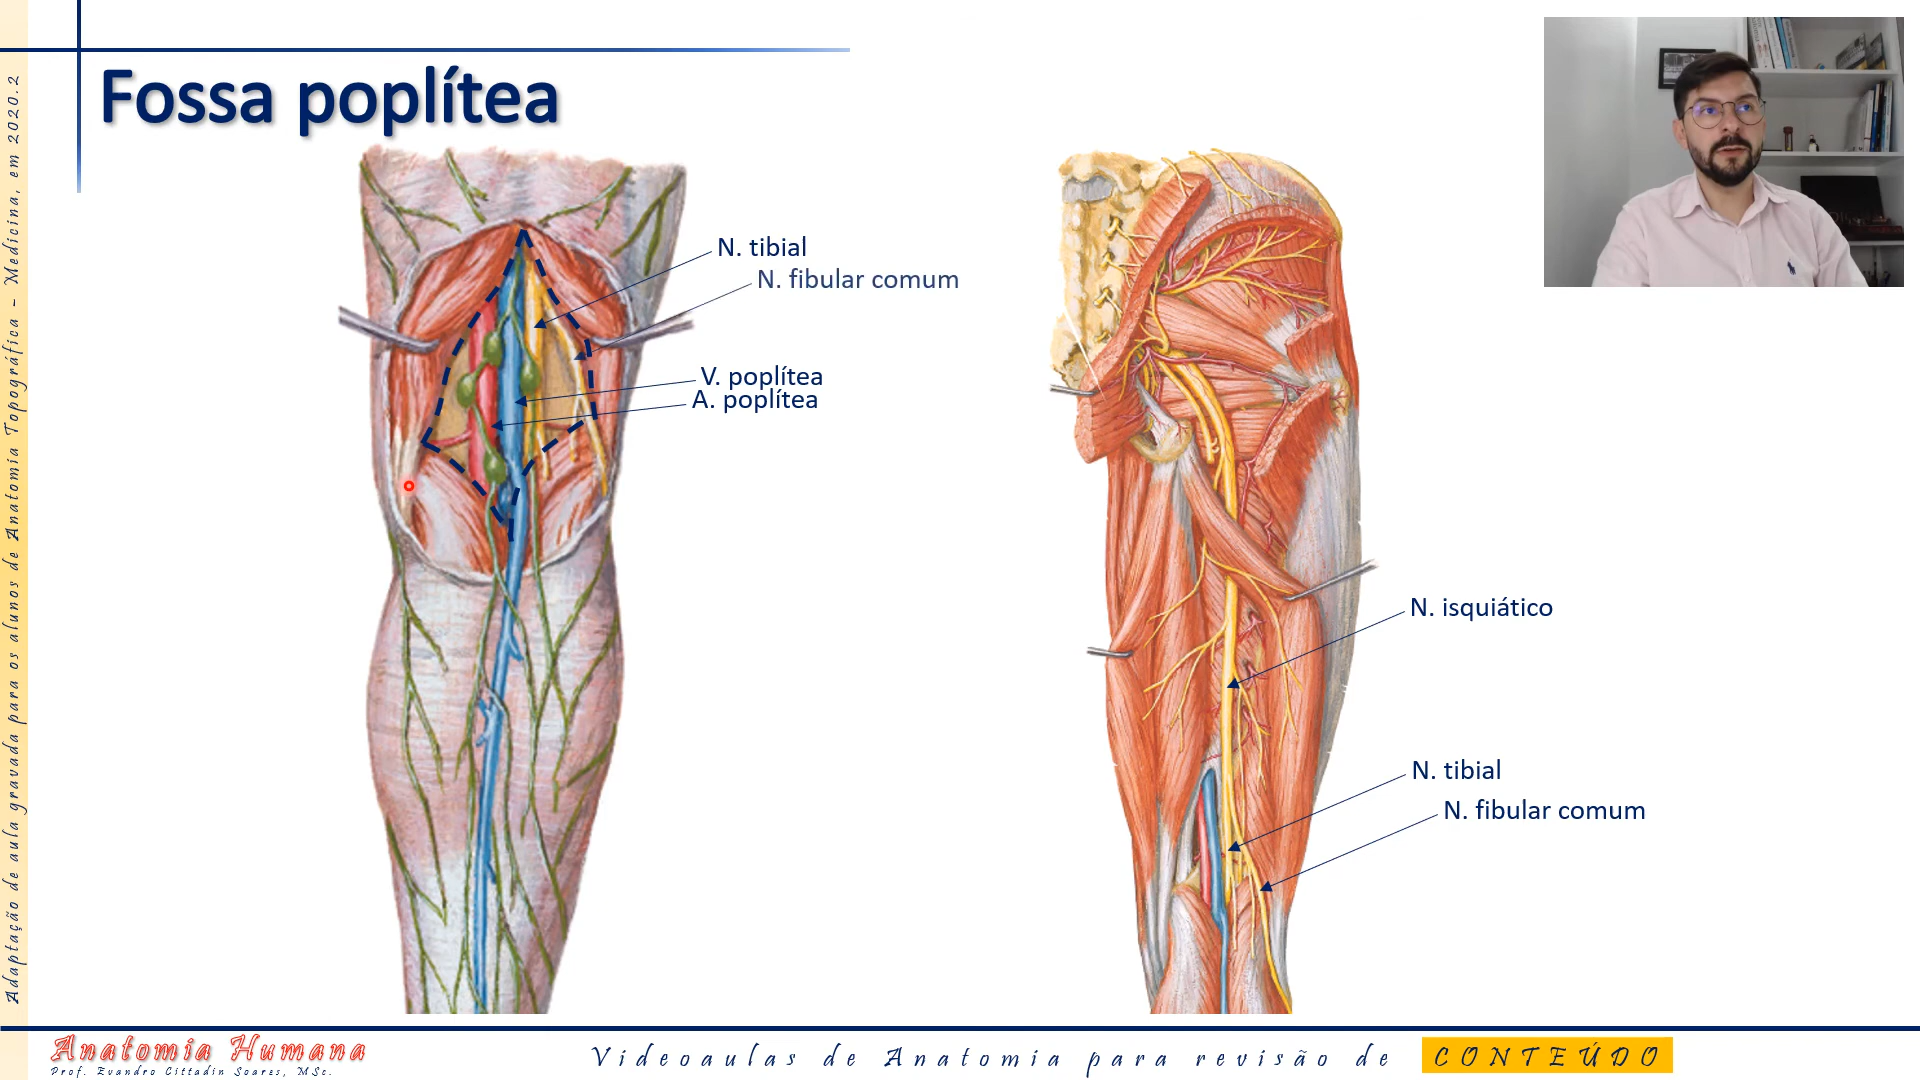 Fossa poplítea
N. tibial
N. fibular comum
V. poplítea
A. poplítea
N. isquiático
N. tibial
N. fibular comum
Adaptação de aula gravada para os alunos de Anatomia Topográfica – Medicina, em 2020.2
Anatomia Humana
Prof. Evandro Cittadin Soares, MSc.
Videoaulas de Anatomia para revisão de CONTEÚDO